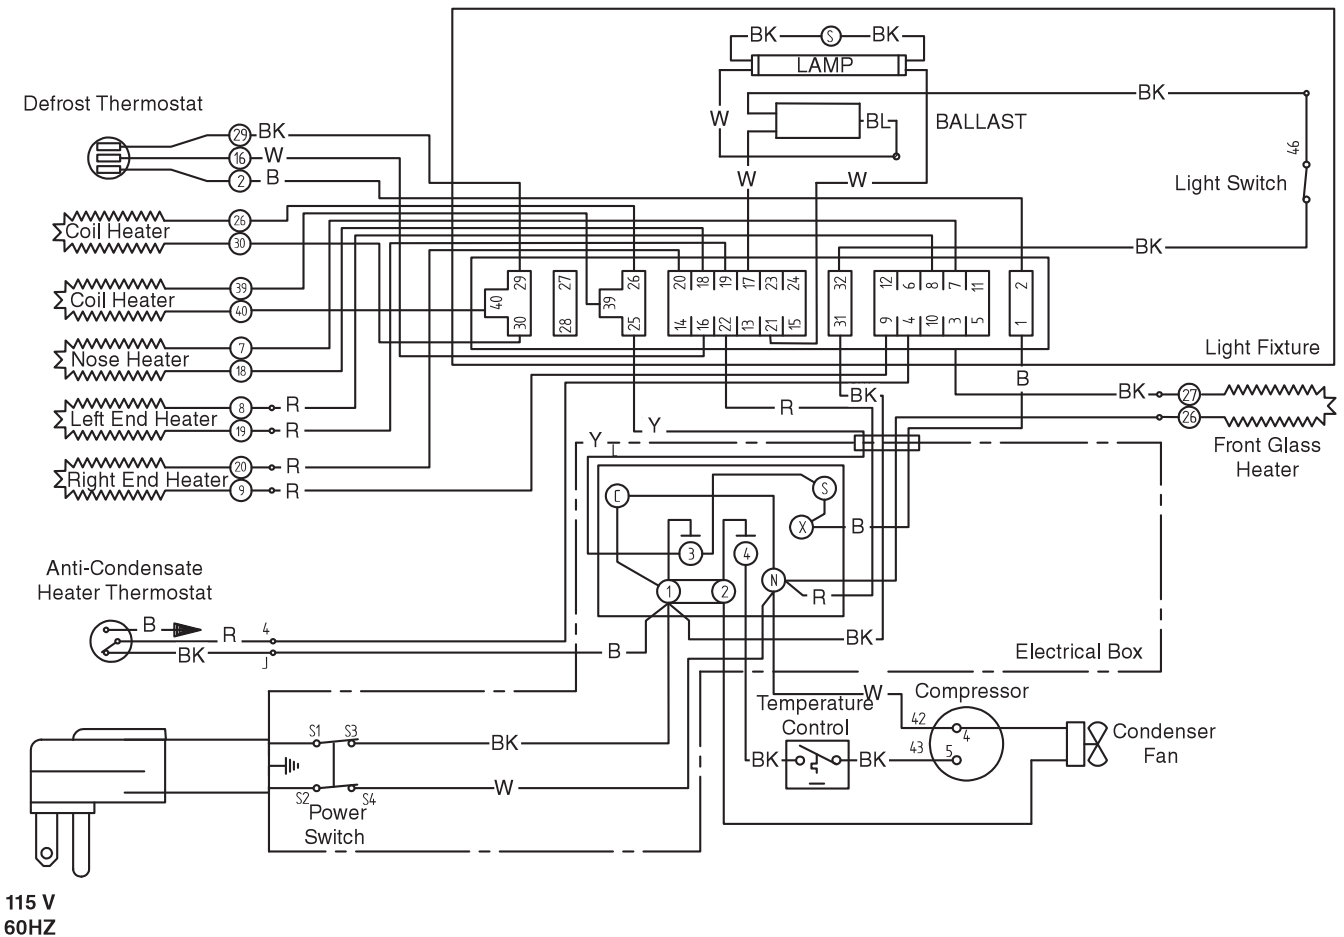 BK S BK
LAMP
W
BK
BL
BALLAST
46
Light Switch
W
W
BK
Light Fixture
Defrost Thermostat
29 BK
16 W
2 B
26
Coil Heater
30
39
Coil Heater
40
7
Nose Heater
18
8 R
Left End Heater
19 R
20 R
Right End Heater
9 R
40 29 27 39 26 20 18 19 17 23 24 32 12 6 8 7 11 2
30 28 25 14 16 22 13 21 15 31 9 4 10 3 5 1
B
BK
R
Y
Y
L
BK 27
26
Front Glass
Heater
C
S
X B
3
4
1
2
N
R
BK
B
Electrical Box
Anti-Condensate
Heater Thermostat
B
R 4
BK J
W
Temperature
Control
BK
BK
Compressor
42
4
43
5
Condenser
Fan
S1 S3
BK
S2 S4
W
Power
Switch
115 V
60HZ